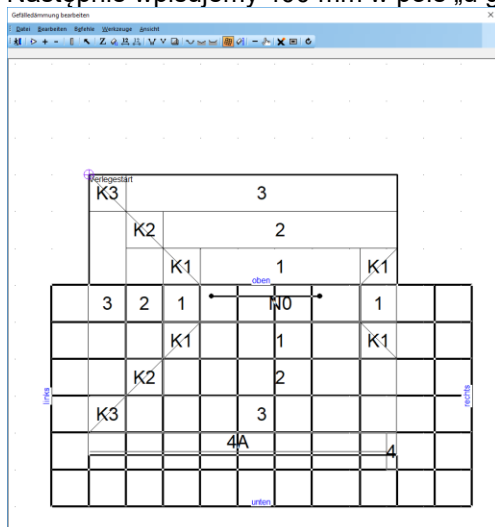 Następnie wpisujemy 400 mm w pole „d g
Gefälledämmung bearbeiten
Datei Bearbeiten Befehle Werkzeuge Ansicht
Verlegestart
K3 3
K2 2
K1 1 K1
oben
3 2 1 N0 1
K1 1 K1
K2 2
links rechts
K3 3
4A 4
unten